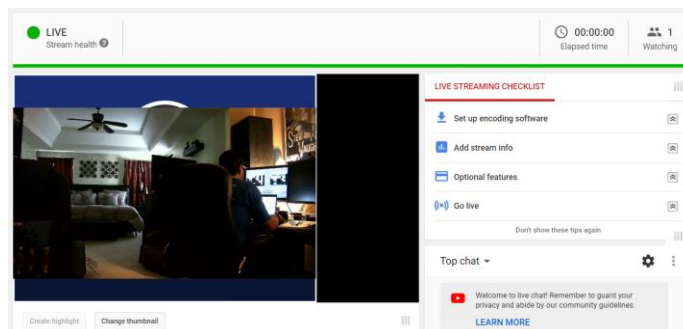 LIVE
Stream health
00:00:00
Elapsed time
1
Watching
LIVE STREAMING CHECKLIST
Set up encoding software
Add stream info
Optional features
Go live
Don't show these tips again
Top chat
Welcome to live chat! Remember to guard your
privacy and abide by our community guidelines.
LEARN MORE
Create highlight
Change thumbnail